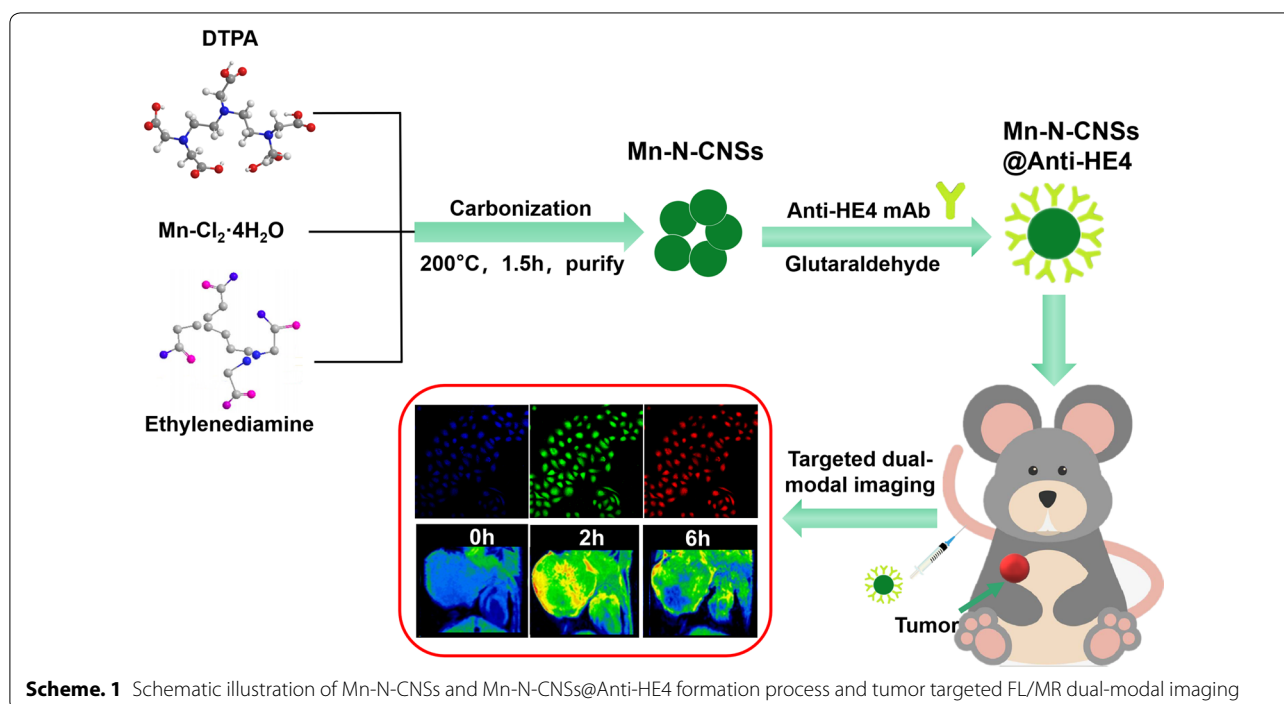 DTPA
Mn-Cl₂·4H₂O
Ethylenediamine
Carbonization
200°C, 1.5h, purify
Mn-N-CNSs
Anti-HE4 mAb
Glutaraldehyde
Mn-N-CNSs
@Anti-HE4
Targeted dual-
modal imaging
Tumor
0h
2h
6h
Scheme. 1 Schematic illustration of Mn-N-CNSs and Mn-N-CNSs@Anti-HE4 formation process and tumor targeted FL/MR dual-modal imaging